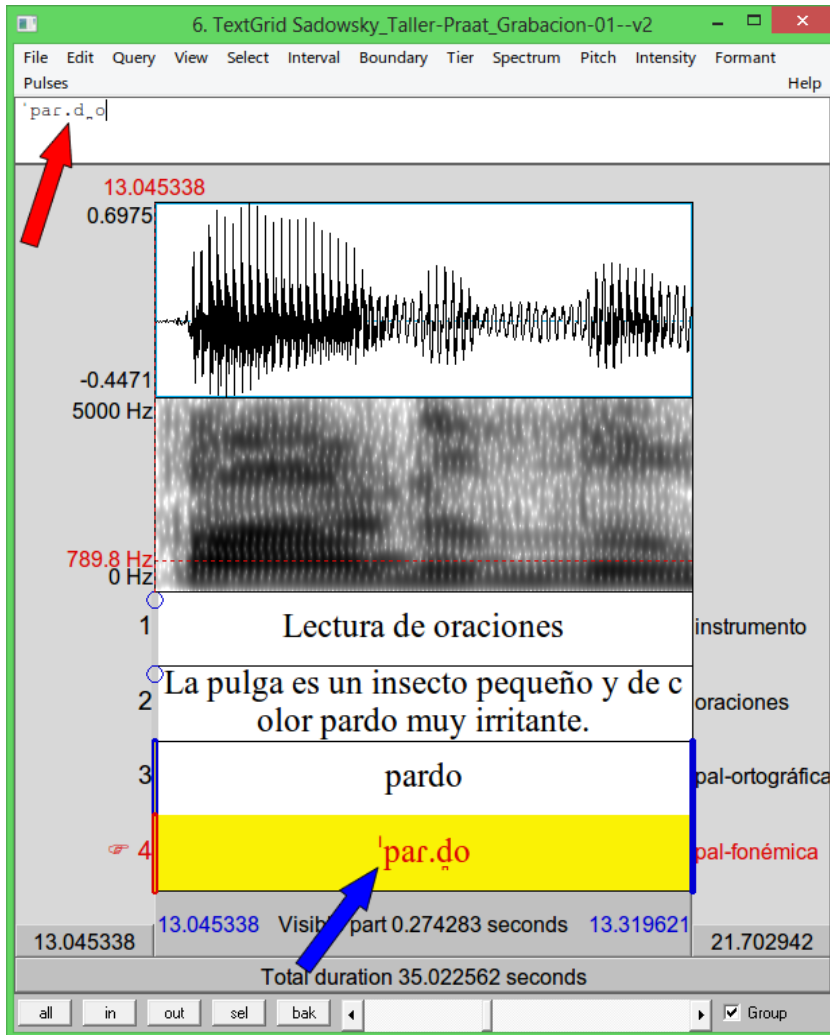 6. TextGrid Sadowsky_Taller-Praat_Grabacion-01--v2
File Edit Query View Select Interval Boundary Tier Spectrum Pitch Intensity Formant
Pulses Help
ˈpaɾ.d̪o
13.045338
0.6975
-0.4471
5000 Hz
789.8 Hz
0 Hz
1 Lectura de oraciones instrumento
2 La pulga es un insecto pequeño y de c
olor pardo muy irritante. oraciones
3 pardo pal-ortográfica
☞ 4 ˈpaɾ.d̪o pal-fonémica
13.045338 Visible part 0.274283 seconds 13.319621
13.045338 21.702942
Total duration 35.022562 seconds
all in out sel bak Group